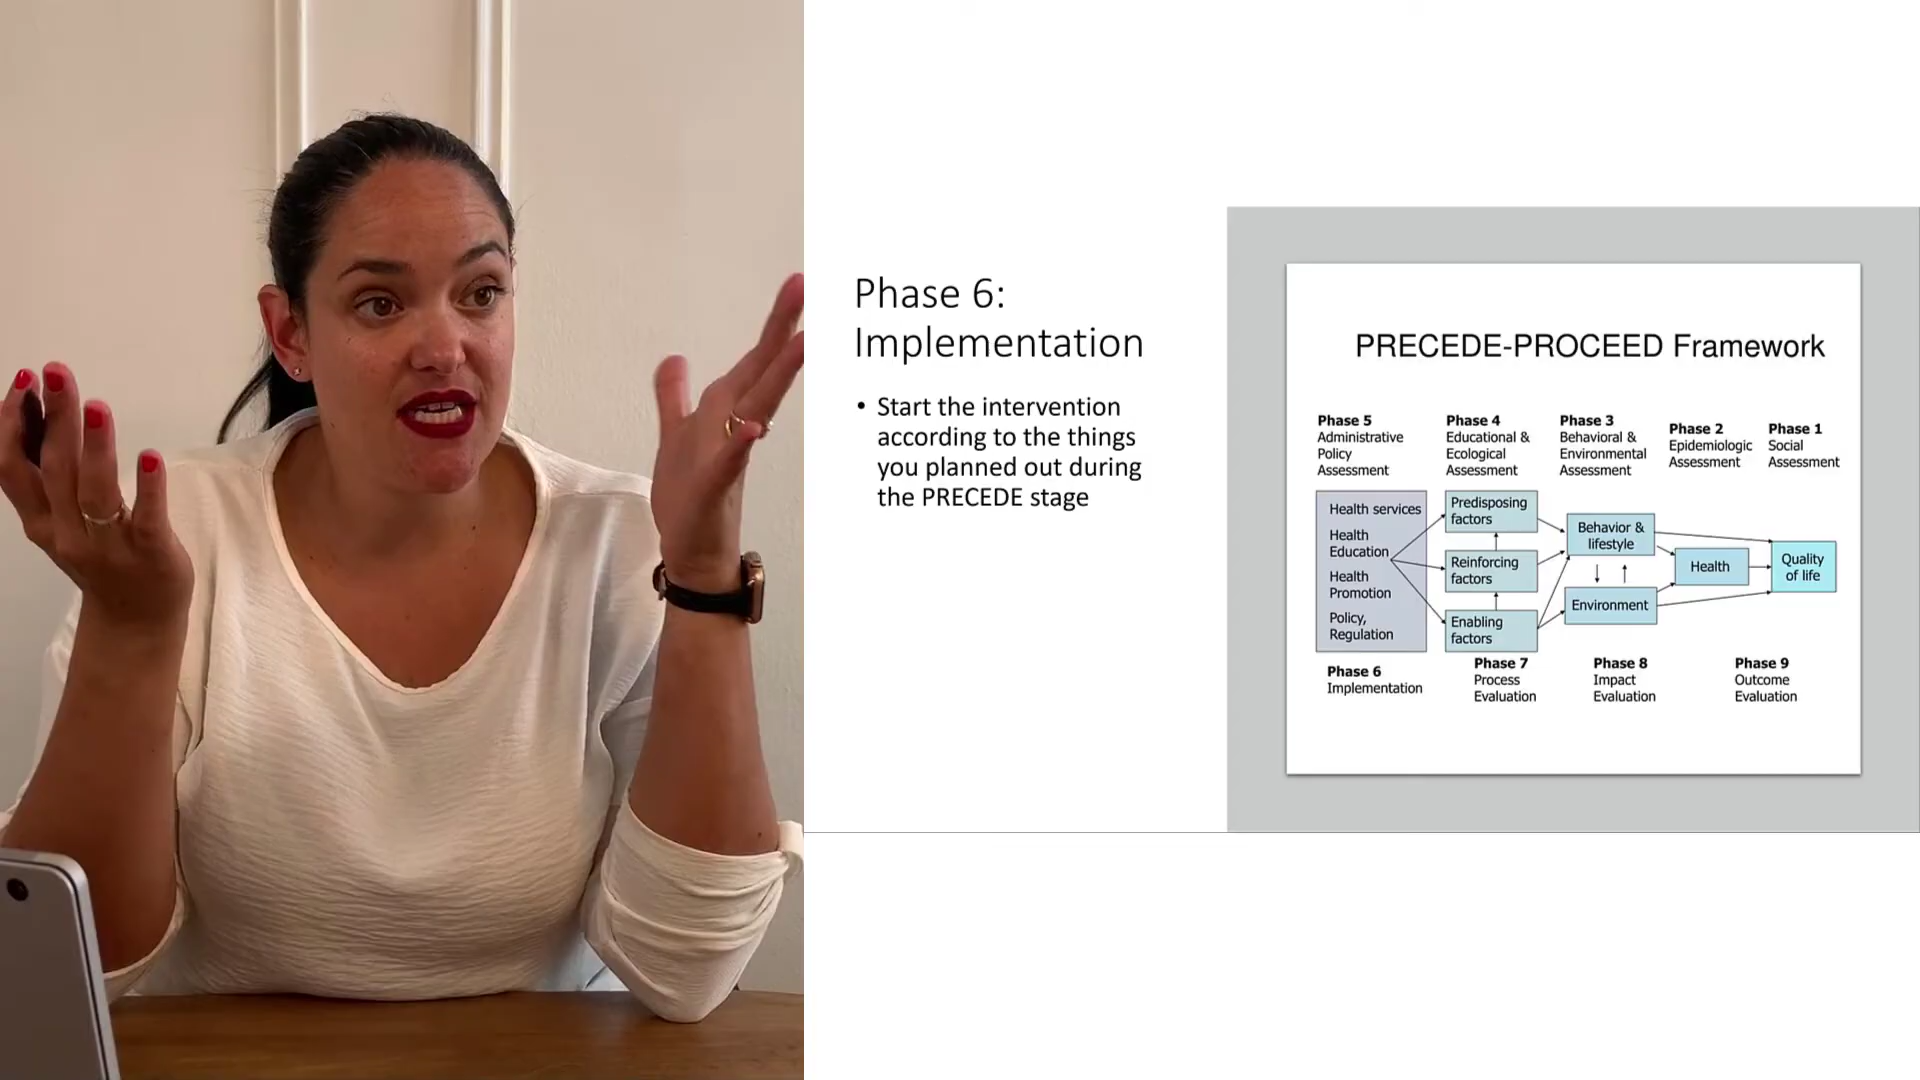 Phase 6:
Implementation
• Start the intervention
according to the things
you planned out during
the PRECEDE stage
PRECEDE-PROCEED Framework
Phase 5
Administrative
Policy
Assessment
Phase 4
Educational &
Ecological
Assessment
Phase 3
Behavioral &
Environmental
Assessment
Phase 2
Epidemiologic
Assessment
Phase 1
Social
Assessment
Health services
Health
Education
Health
Promotion
Policy,
Regulation
Predisposing
factors
Reinforcing
factors
Enabling
factors
Behavior &
lifestyle
Environment
Health
Quality
of life
Phase 6
Implementation
Phase 7
Process
Evaluation
Phase 8
Impact
Evaluation
Phase 9
Outcome
Evaluation